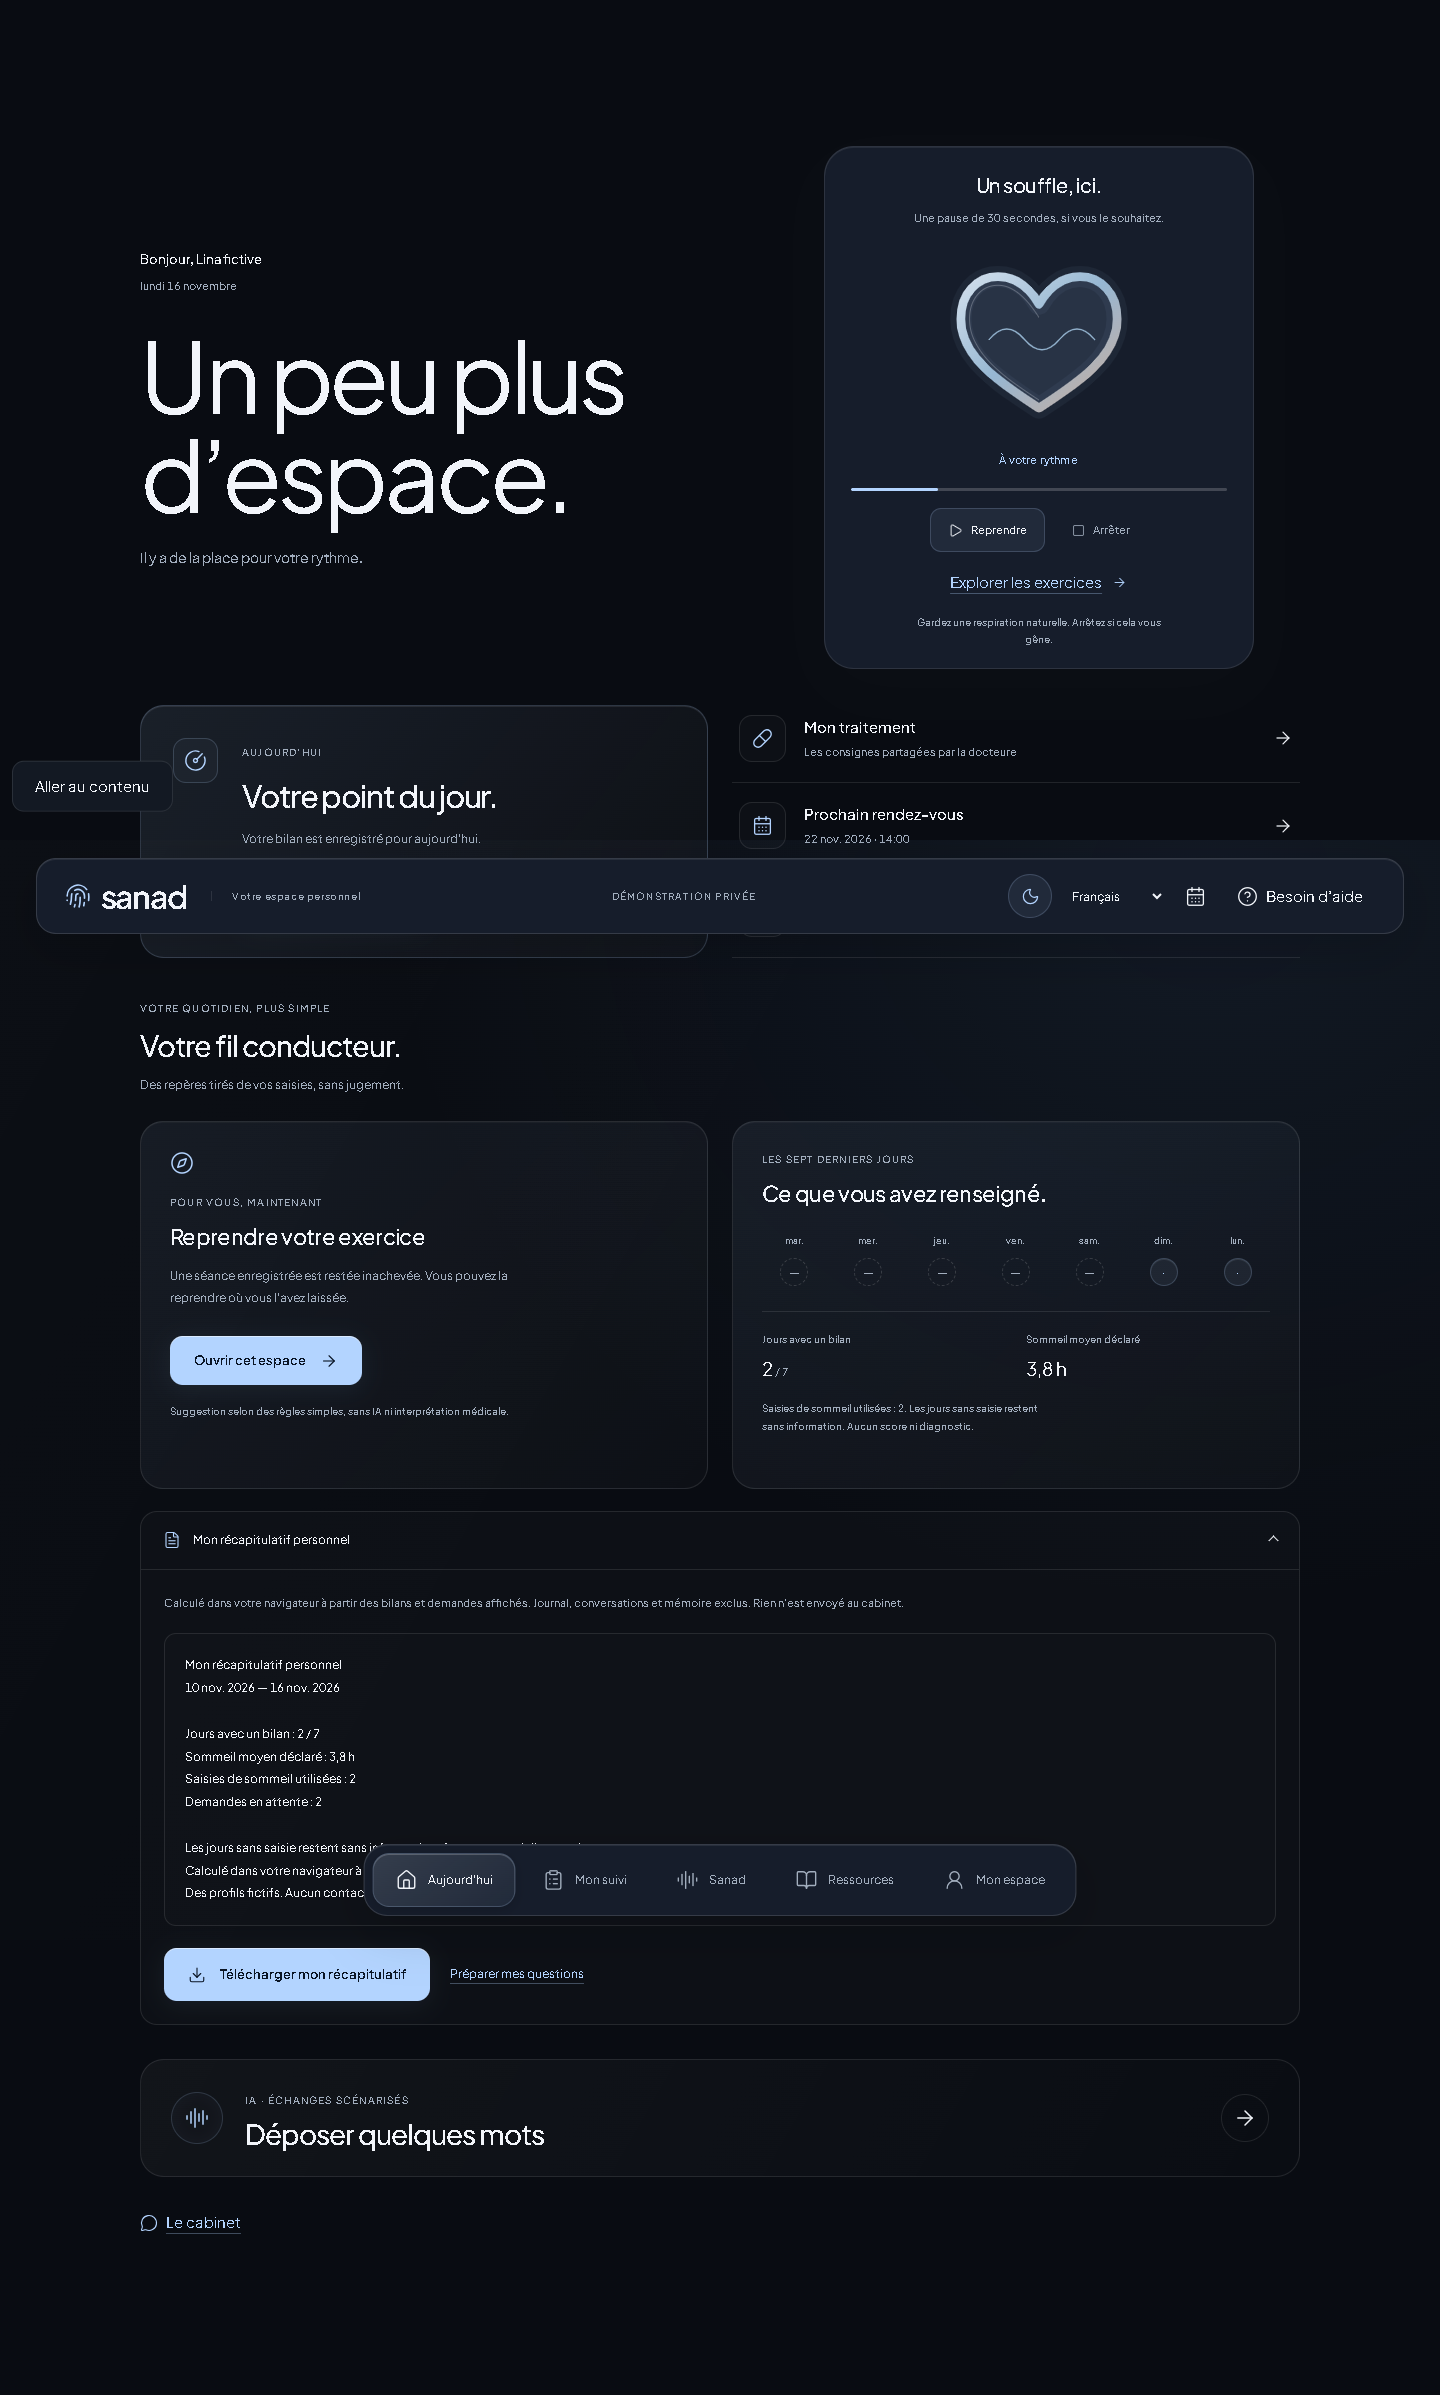 Bonjour, Lina fictive
lundi 16 novembre
Un peu plus
d’espace.
Il y a de la place pour votre rythme.
Un souffle, ici.
Une pause de 30 secondes, si vous le souhaitez.
À votre rythme
Reprendre
Arrêter
Explorer les exercices
Gardez une respiration naturelle. Arrêtez si cela vous
gêne.
Aller au contenu
AUJOURD'HUI
Votre point du jour.
Votre bilan est enregistré pour aujourd'hui.
Mon traitement
Les consignes partagées par la docteure
Prochain rendez-vous
22 nov. 2026 · 14:00
sanad
Votre espace personnel
DÉMONSTRATION PRIVÉE
Français
Besoin d’aide
VOTRE QUOTIDIEN, PLUS SIMPLE
Votre fil conducteur.
Des repères tirés de vos saisies, sans jugement.
POUR VOUS, MAINTENANT
Reprendre votre exercice
Une séance enregistrée est restée inachevée. Vous pouvez la
reprendre où vous l'avez laissée.
Ouvrir cet espace
Suggestion selon des règles simples, sans IA ni interprétation médicale.
LES SEPT DERNIERS JOURS
Ce que vous avez renseigné.
mar. mer. jeu. ven. sam. dim. lun.
— — — — — · ·
Jours avec un bilan
2 / 7
Sommeil moyen déclaré
3,8 h
Saisies de sommeil utilisées : 2. Les jours sans saisie restent
sans information. Aucun score ni diagnostic.
Mon récapitulatif personnel
Calculé dans votre navigateur à partir des bilans et demandes affichés. Journal, conversations et mémoire exclus. Rien n'est envoyé au cabinet.
Mon récapitulatif personnel
10 nov. 2026 — 16 nov. 2026
Jours avec un bilan : 2 / 7
Sommeil moyen déclaré : 3,8 h
Saisies de sommeil utilisées : 2
Demandes en attente : 2
Les jours sans saisie restent sans
Calculé dans votre navigateur à
Des profils fictifs. Aucun contac
Aujourd'hui
Mon suivi
Sanad
Ressources
Mon espace
Télécharger mon récapitulatif
Préparer mes questions
IA · ÉCHANGES SCÉNARISÉS
Déposer quelques mots
Le cabinet